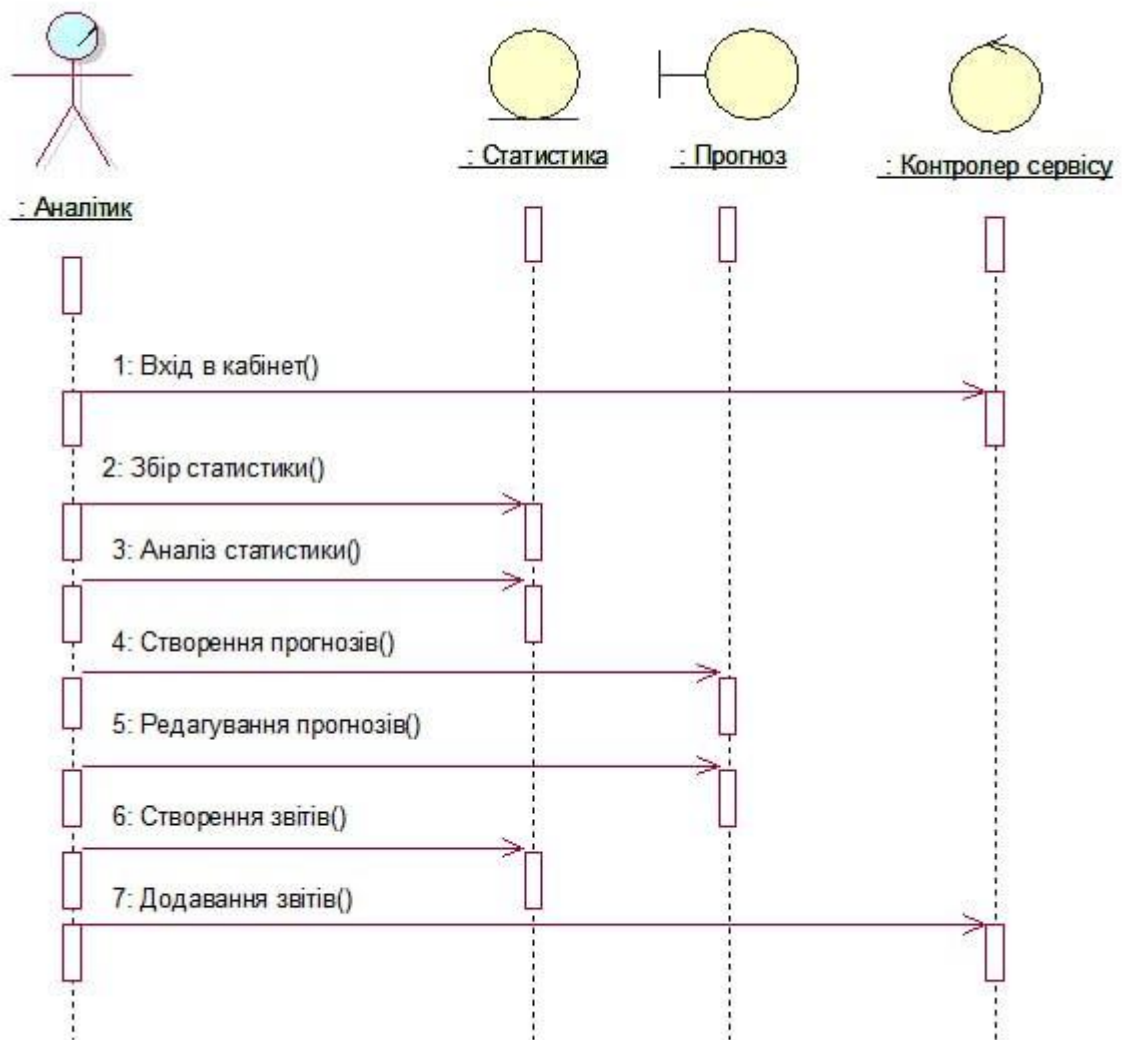 _: Статистика
_: Прогноз
_: Контролер сервісу
_: Аналітик
1: Вхід в кабінет()
2: Збір статистики()
3: Аналіз статистики()
4: Створення прогнозів()
5: Редагування прогнозів()
6: Створення звітів()
7: Додавання звітів()